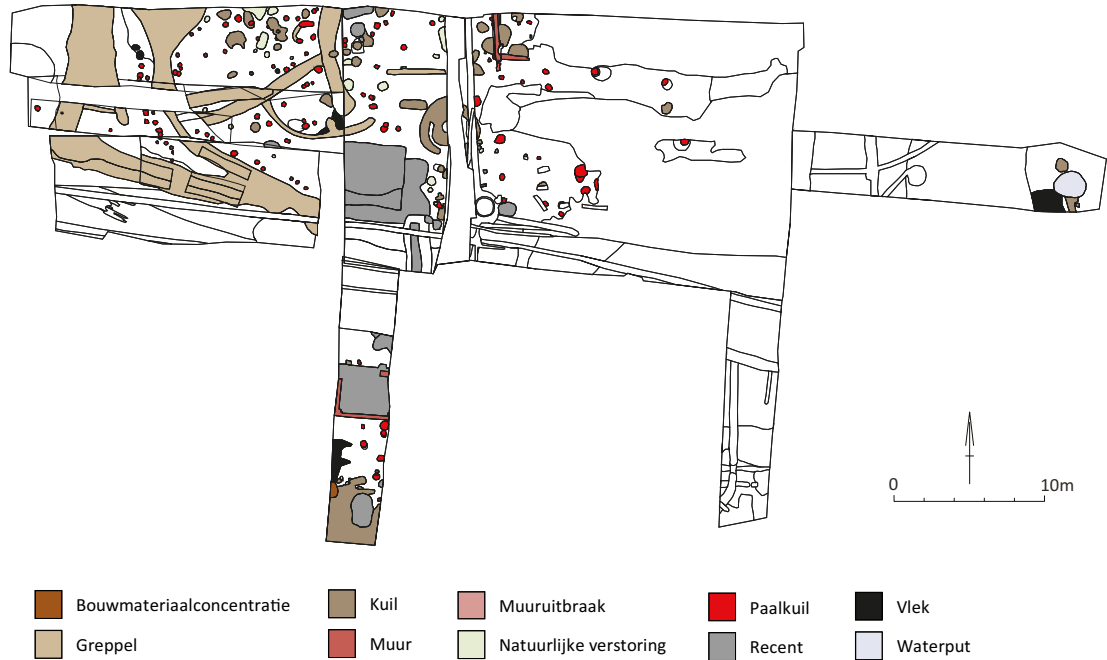 0 10m
Bouwmateriaalconcentratie Kuil Muuruitbraak Paalkuil Vlek
Greppel Muur Natuurlijke verstoring Recent Waterput